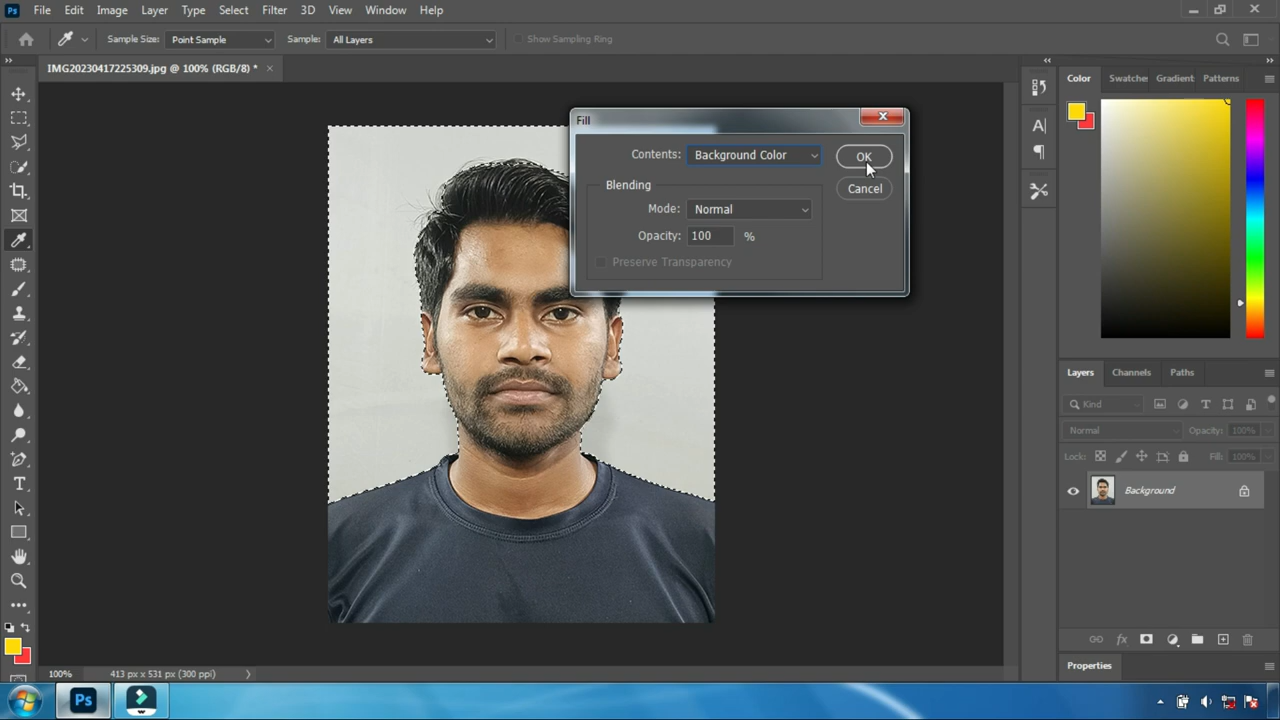 Ps File Edit Image Layer Type Select Filter 3D View Window Help
Sample Size: Point Sample Sample: All Layers Show Sampling Ring
IMG20230417225309.jpg @ 100% (RGB/8) *
Color Swatches Gradient Patterns
Fill
Contents: Background Color OK
Blending Cancel
Mode: Normal
Opacity: 100 %
Preserve Transparency
Layers Channels Paths
Kind
Normal Opacity: 100%
Lock: Fill: 100%
Background
Properties
100% 413 px x 531 px (300 ppi)
Ps